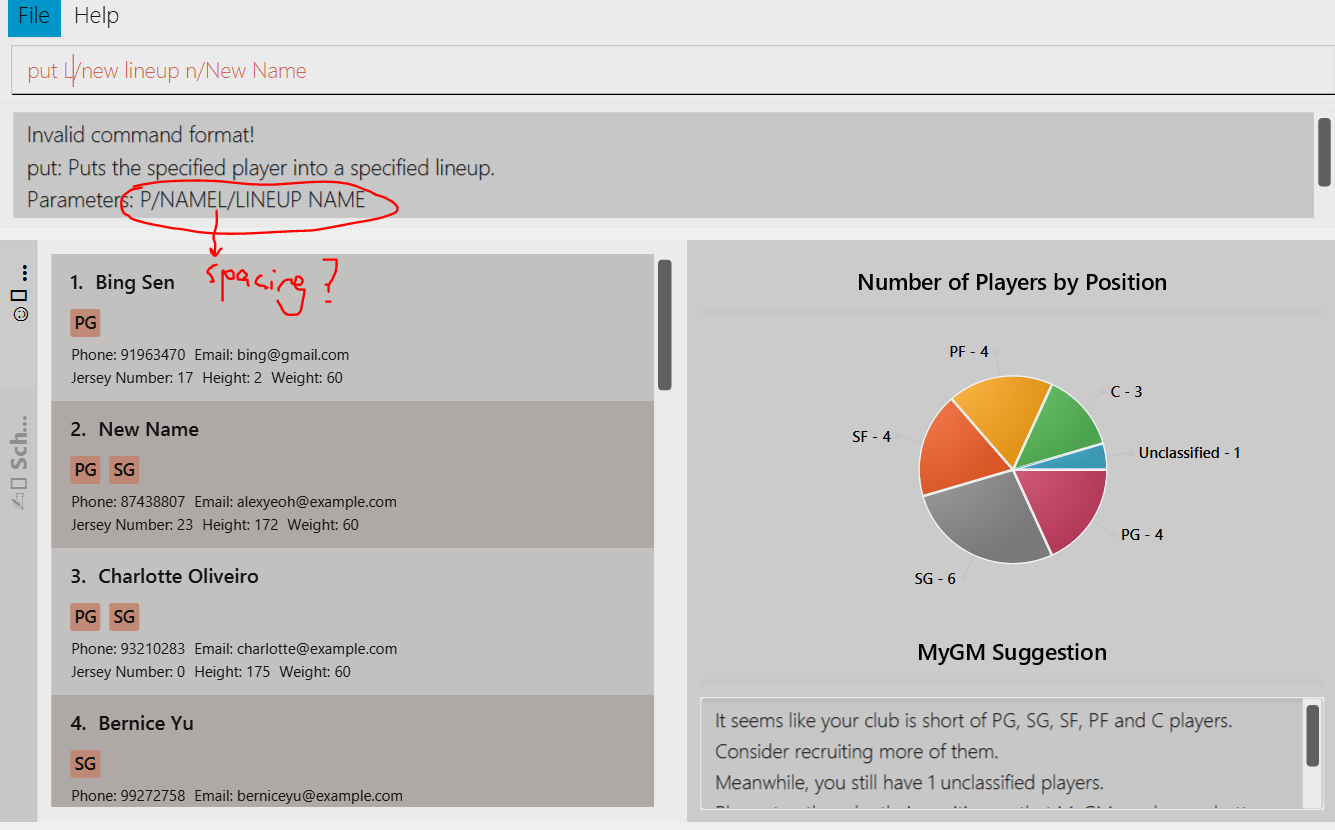 File Help
put L/new lineup n/New Name
Invalid command format!
put: Puts the specified player into a specified lineup.
Parameters: P/NAMEL/LINEUP NAME
spacing?
Sch...
1. Bing Sen
PG
Phone: 91963470 Email: bing@gmail.com
Jersey Number: 17 Height: 2 Weight: 60
2. New Name
PG SG
Phone: 87438807 Email: alexyeoh@example.com
Jersey Number: 23 Height: 172 Weight: 60
3. Charlotte Oliveiro
PG SG
Phone: 93210283 Email: charlotte@example.com
Jersey Number: 0 Height: 175 Weight: 60
4. Bernice Yu
SG
Phone: 99272758 Email: berniceyu@example.com
Number of Players by Position
PF - 4
C - 3
SF - 4
Unclassified - 1
PG - 4
SG - 6
MyGM Suggestion
It seems like your club is short of PG, SG, SF, PF and C players.
Consider recruiting more of them.
Meanwhile, you still have 1 unclassified players.